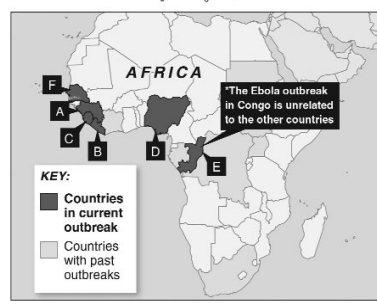 AFRICA
F
A
C
B
D
E
*The Ebola outbreak
in Congo is unrelated
to the other countries
KEY:
Countries
in current
outbreak
Countries
with past
outbreaks